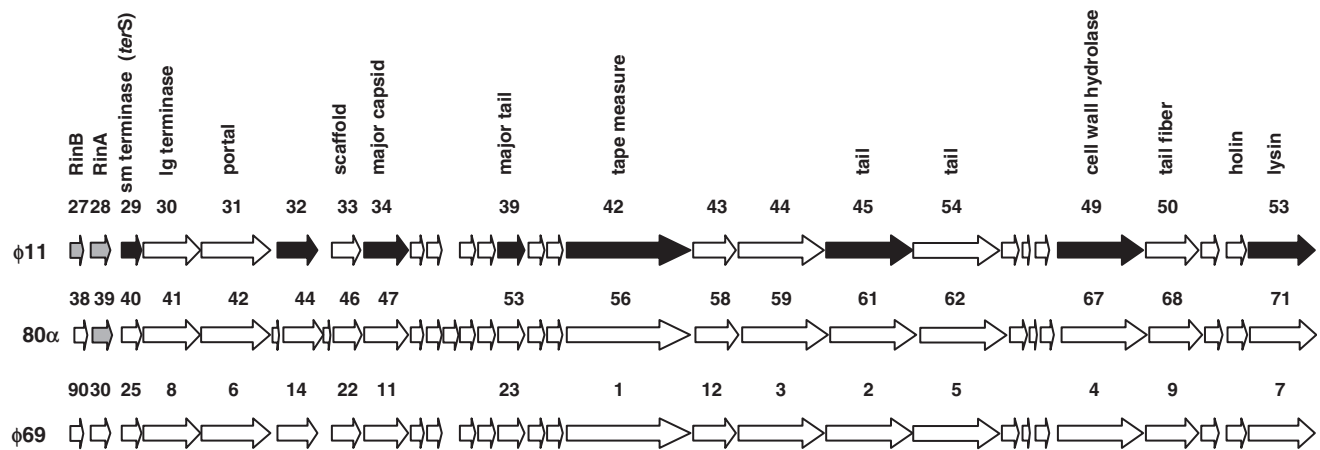 RinB
RinA
sm terminase (terS)
lg terminase
portal
scaffold
major capsid
major tail
tape measure
tail
tail
cell wall hydrolase
tail fiber
holin
lysin
27 28 29 30 31 32 33 34 39 42 43 44 45 54 49 50 53
ϕ11
38 39 40 41 42 44 46 47 53 56 58 59 61 62 67 68 71
80α
90 30 25 8 6 14 22 11 23 1 12 3 2 5 4 9 7
ϕ69